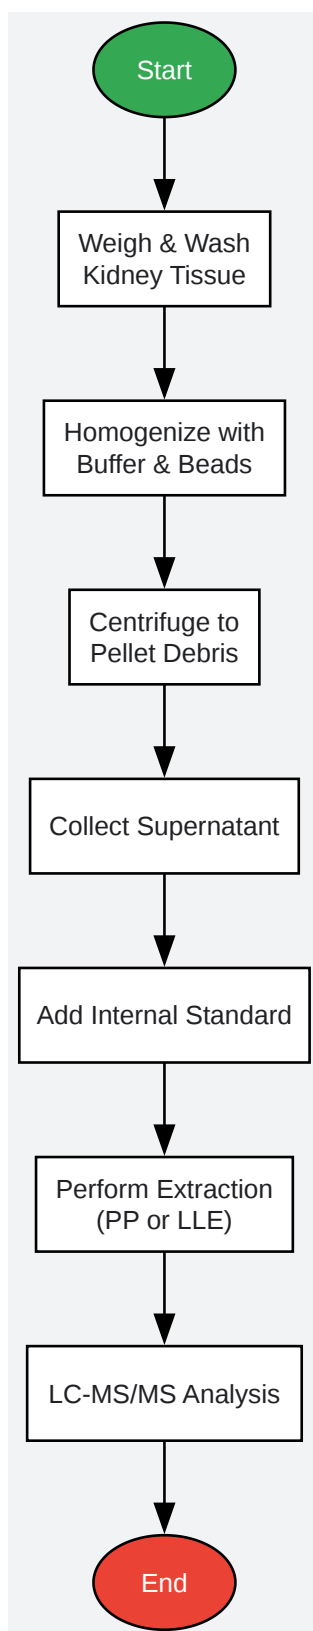 Start
Weigh & Wash
Kidney Tissue
Homogenize with
Buffer & Beads
Centrifuge to
Pellet Debris
Collect Supernatant
Add Internal Standard
Perform Extraction
(PP or LLE)
LC-MS/MS Analysis
End